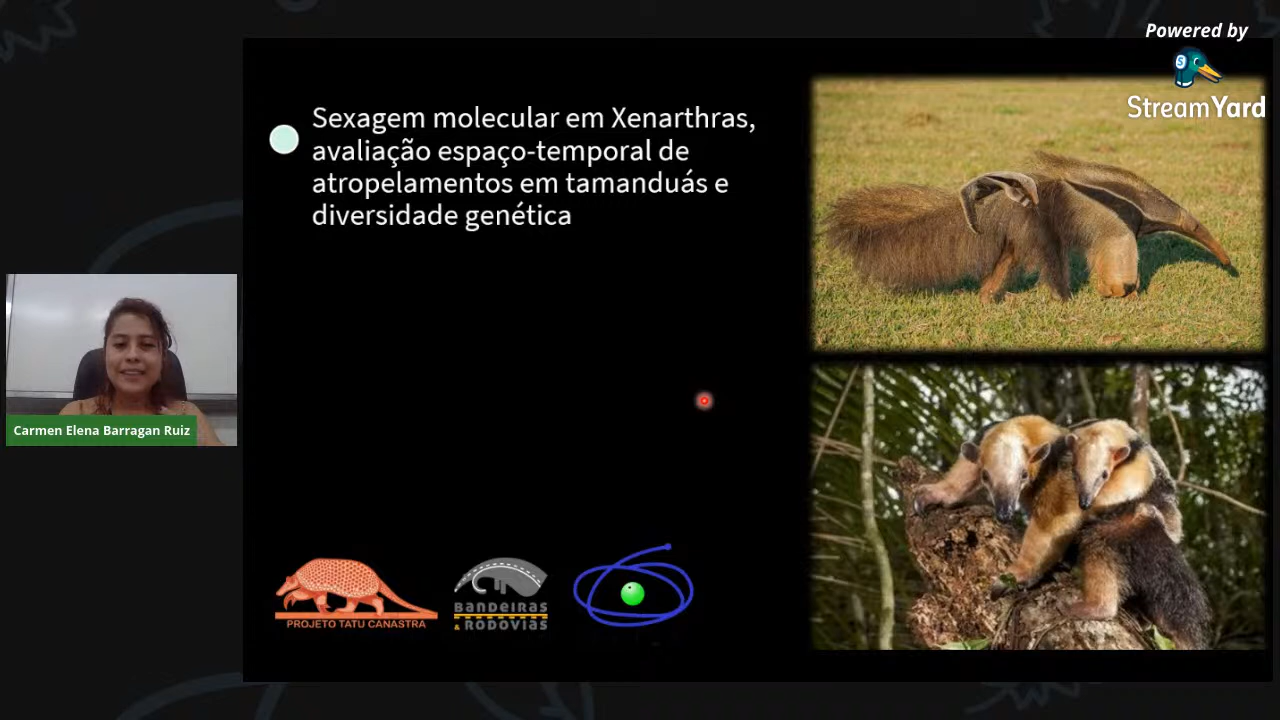 Powered by
StreamYard
Sexagem molecular em Xenarthras,
avaliação espaço-temporal de
atropelamentos em tamanduás e
diversidade genética
Carmen Elena Barragan Ruiz
PROJETO TATU CANASTRA
BANDEIRAS
& RODOVIAS